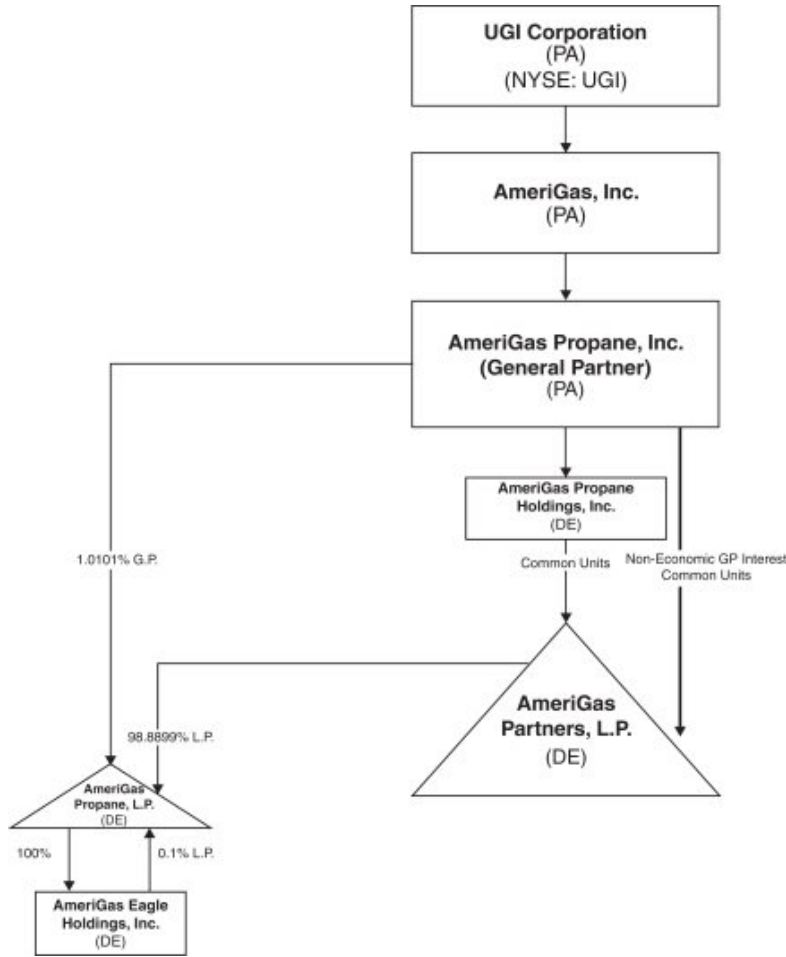 UGI Corporation
(PA)
(NYSE: UGI)
AmeriGas, Inc.
(PA)
AmeriGas Propane, Inc.
(General Partner)
(PA)
AmeriGas Propane
Holdings, Inc.
(DE)
1.0101% G.P.
Common Units
Non-Economic GP Interest
Common Units
AmeriGas
Partners, L.P.
(DE)
98.8899% L.P.
AmeriGas
Propane, L.P.
(DE)
100%
0.1% L.P.
AmeriGas Eagle
Holdings, Inc.
(DE)